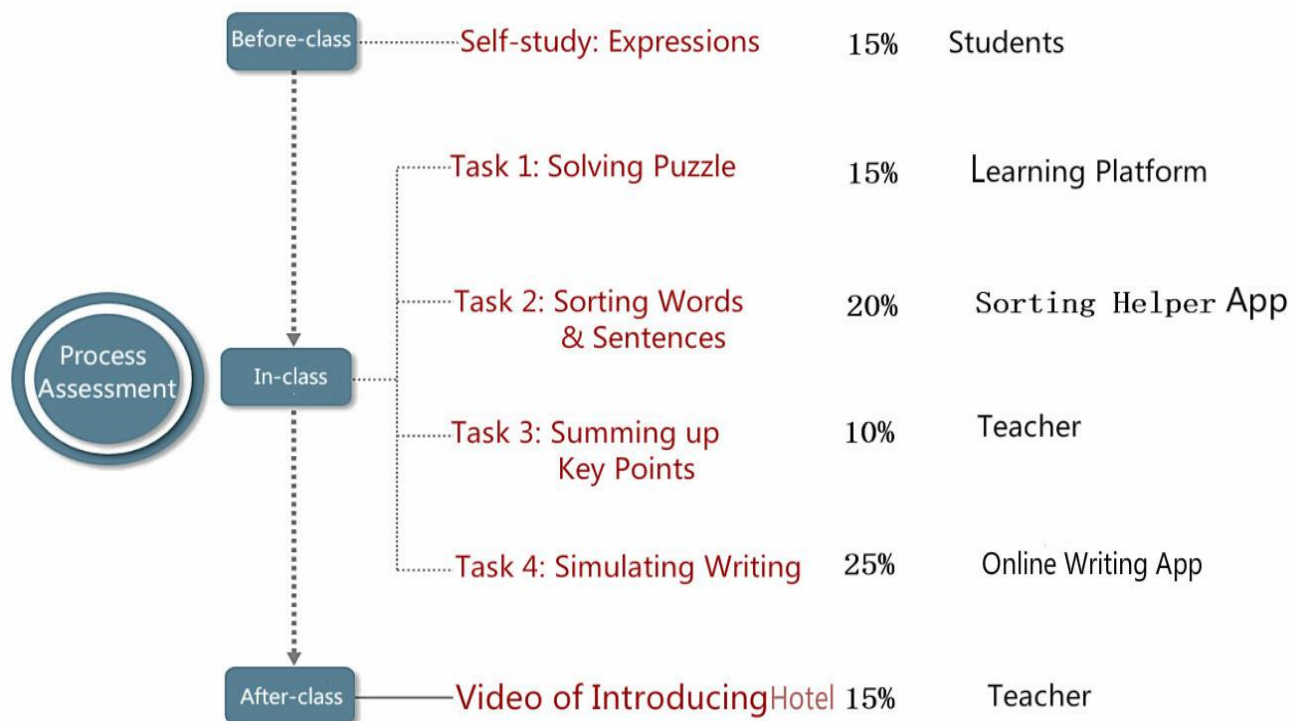 Before-class
Self-study: Expressions 15% Students
Task 1: Solving Puzzle 15% Learning Platform
Task 2: Sorting Words 20% Sorting Helper App
& Sentences
Process
Assessment
In-class
Task 3: Summing up 10% Teacher
Key Points
Task 4: Simulating Writing 25% Online Writing App
After-class
Video of Introducing Hotel 15% Teacher